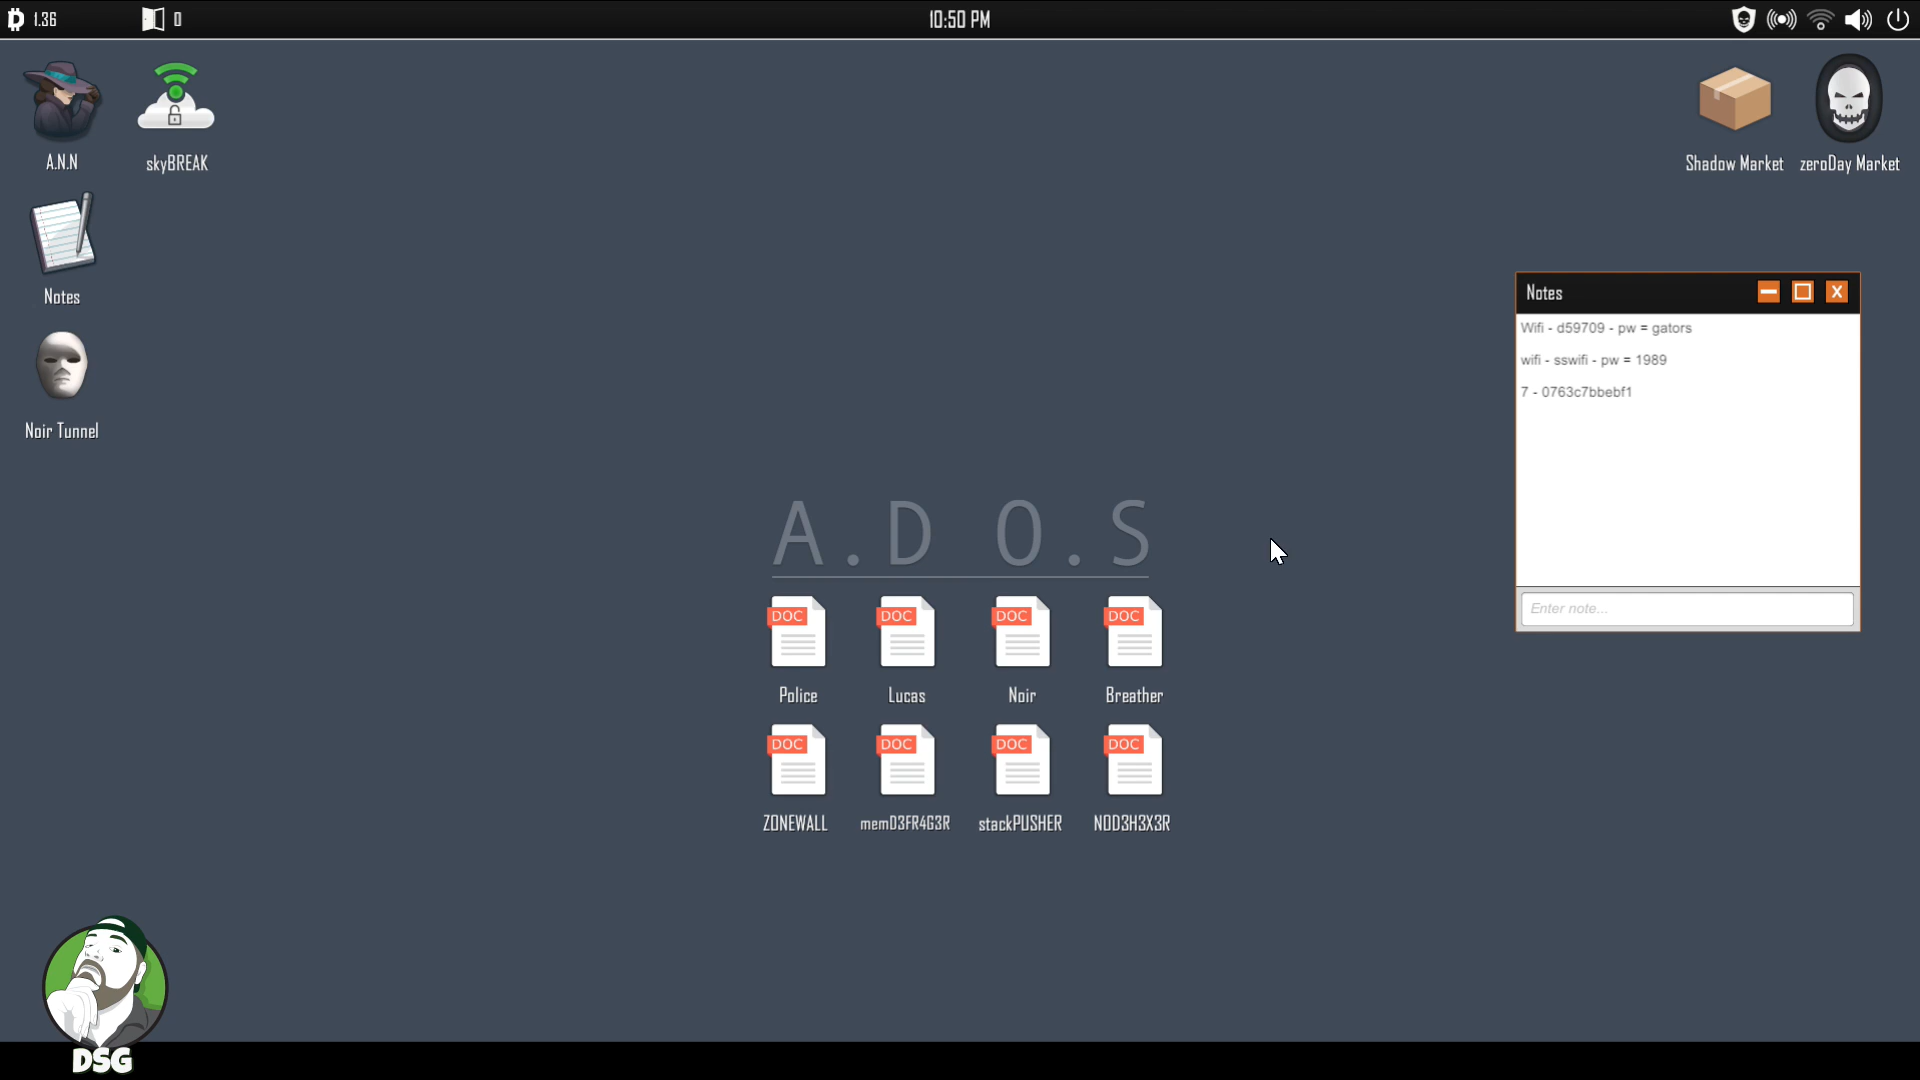 1.36
0
10:50 PM
A.N.N
skyBREAK
Shadow Market
zeroDay Market
Notes
Noir Tunnel
Notes
Wifi - d59709 - pw = gators
wifi - sswifi - pw = 1989
7 - 0763c7bbebf1
Enter note...
A.D O.S
DOC
DOC
DOC
DOC
Police
Lucas
Noir
Breather
DOC
DOC
DOC
DOC
ZONEWALL
memD3FR4G3R
stackPUSHER
NOD3H3X3R
DSG